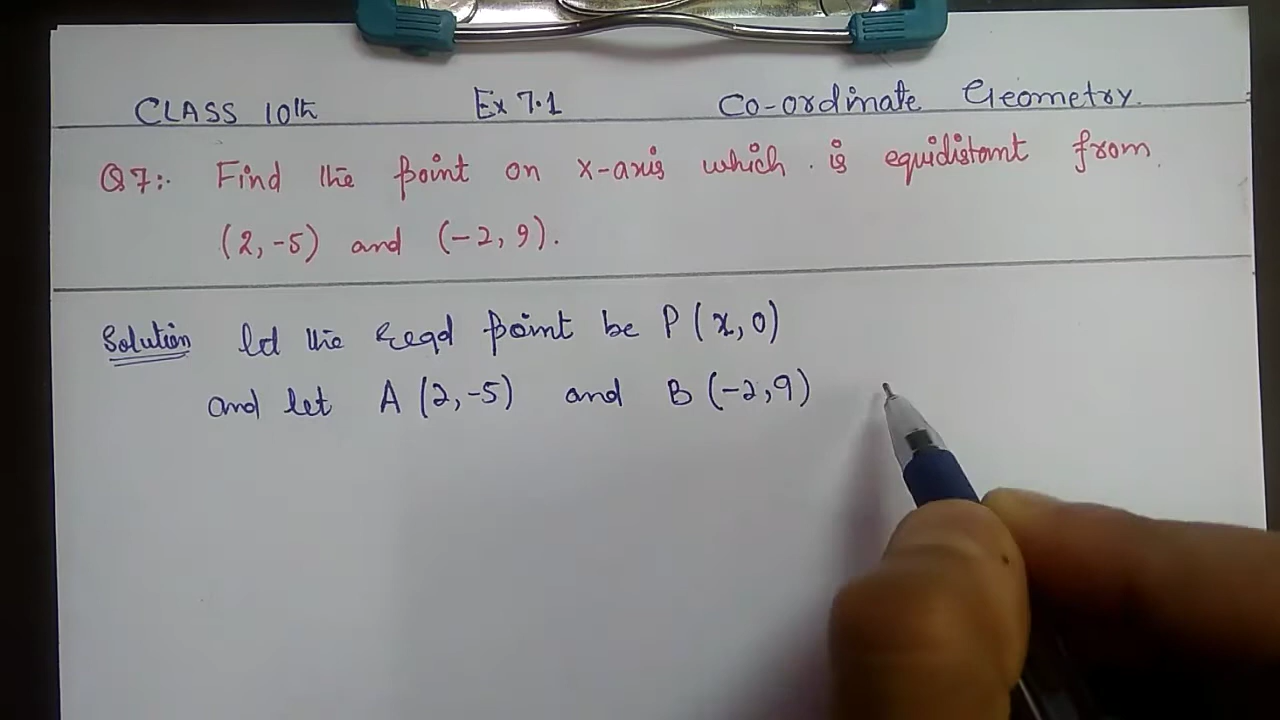 CLASS 10th Ex 7.1 Co-ordinate Geometry.
Q7:. Find the point on x-axis which is equidistant from
(2,-5) and (-2, 9).
Solution let the reqd point be P(x,0)
and let A (2,-5) and B (-2,9)